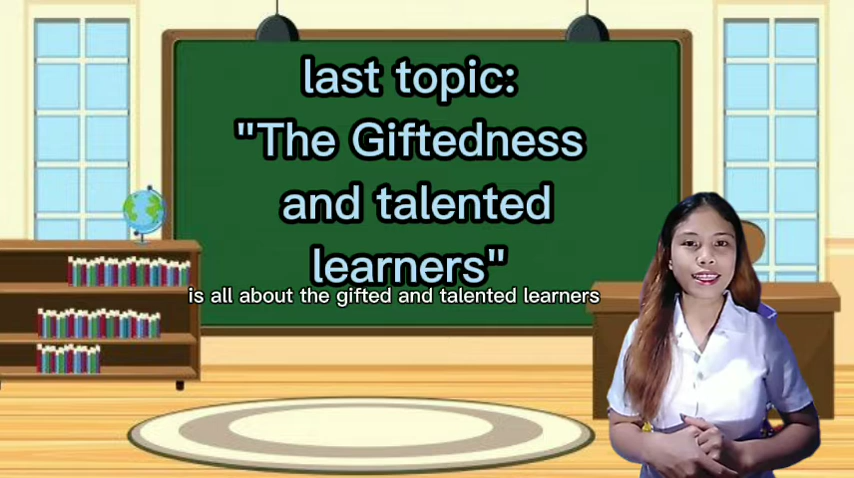 last topic:
"The Giftedness
and talented
learners"
is all about the gifted and talented learners